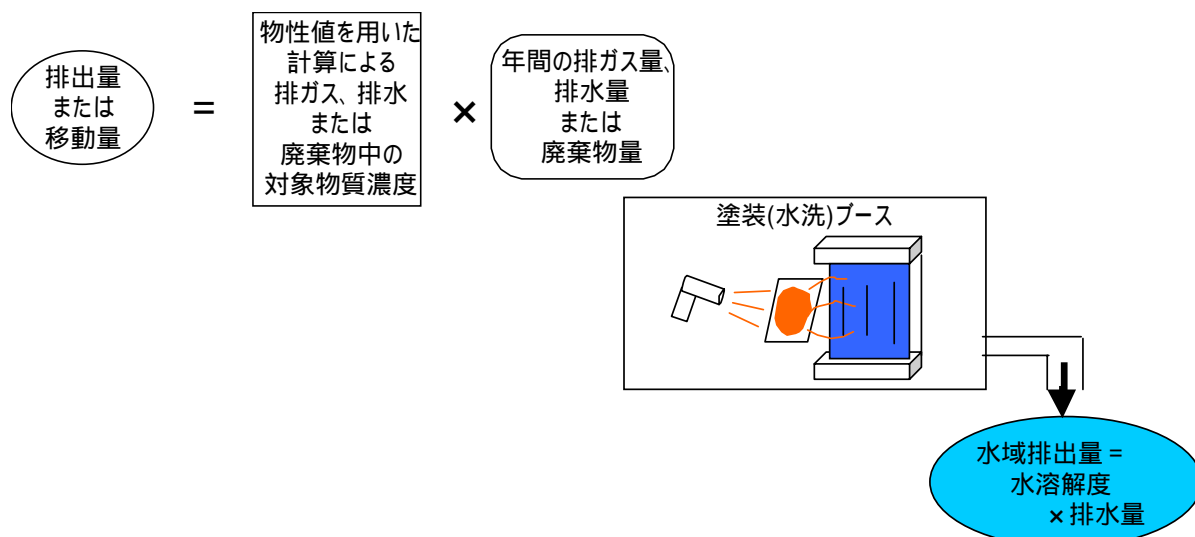 排出量
または
移動量
=
物性値を用いた
計算による
排ガス、排水
または
廃棄物中の
対象物質濃度
×
年間の排ガス量、
排水量
または
廃棄物量
塗装(水洗)ブース
水域排出量 =
水溶解度
×排水量